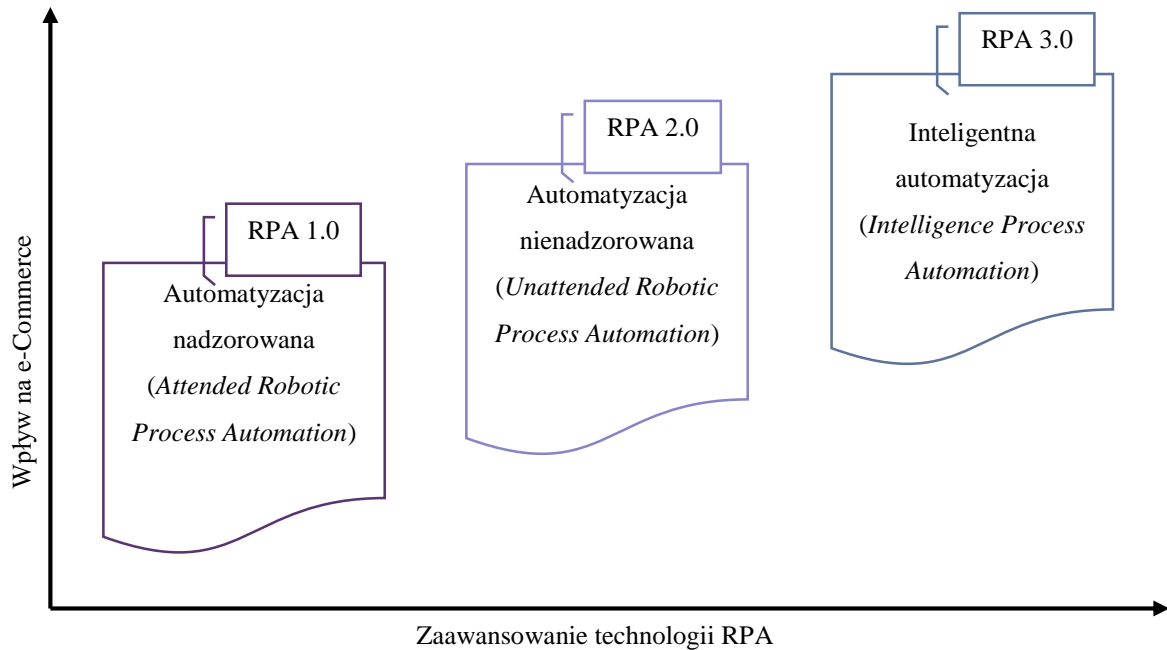 Wpływ na e-Commerce
RPA 1.0
Automatyzacja
nadzorowana
(Attended Robotic
Process Automation)
RPA 2.0
Automatyzacja
nienadzorowana
(Unattended Robotic
Process Automation)
RPA 3.0
Inteligentna
automatyzacja
(Intelligence Process
Automation)
Zaawansowanie technologii RPA